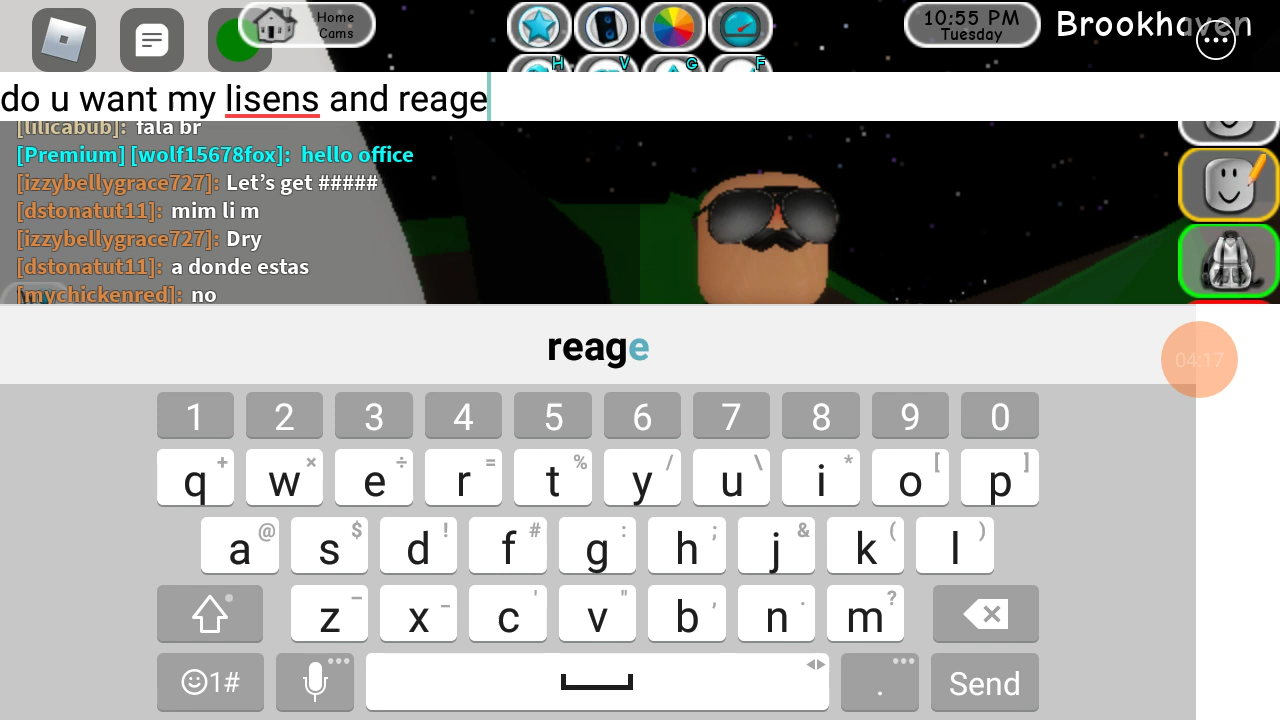 Home
Cams
10:55 PM
Tuesday
Brookhaven
H V G F
do u want my lisens and reage
[lilicabub]: fala br
[Premium] [wolf15678fox]: hello office
[izzybellygrace727]: Let's get #####
[dstonatut11]: mim li m
[izzybellygrace727]: Dry
[dstonatut11]: a donde estas
[mychickenred]: no
reage
04:17
1 2 3 4 5 6 7 8 9 0
q + w × e ÷ r = t % y / u \ i * o [ p ]
a @ s $ d ! f # g : h ; j & k ( l )
z – x _ c ' v " b , n . m ?
1# . Send